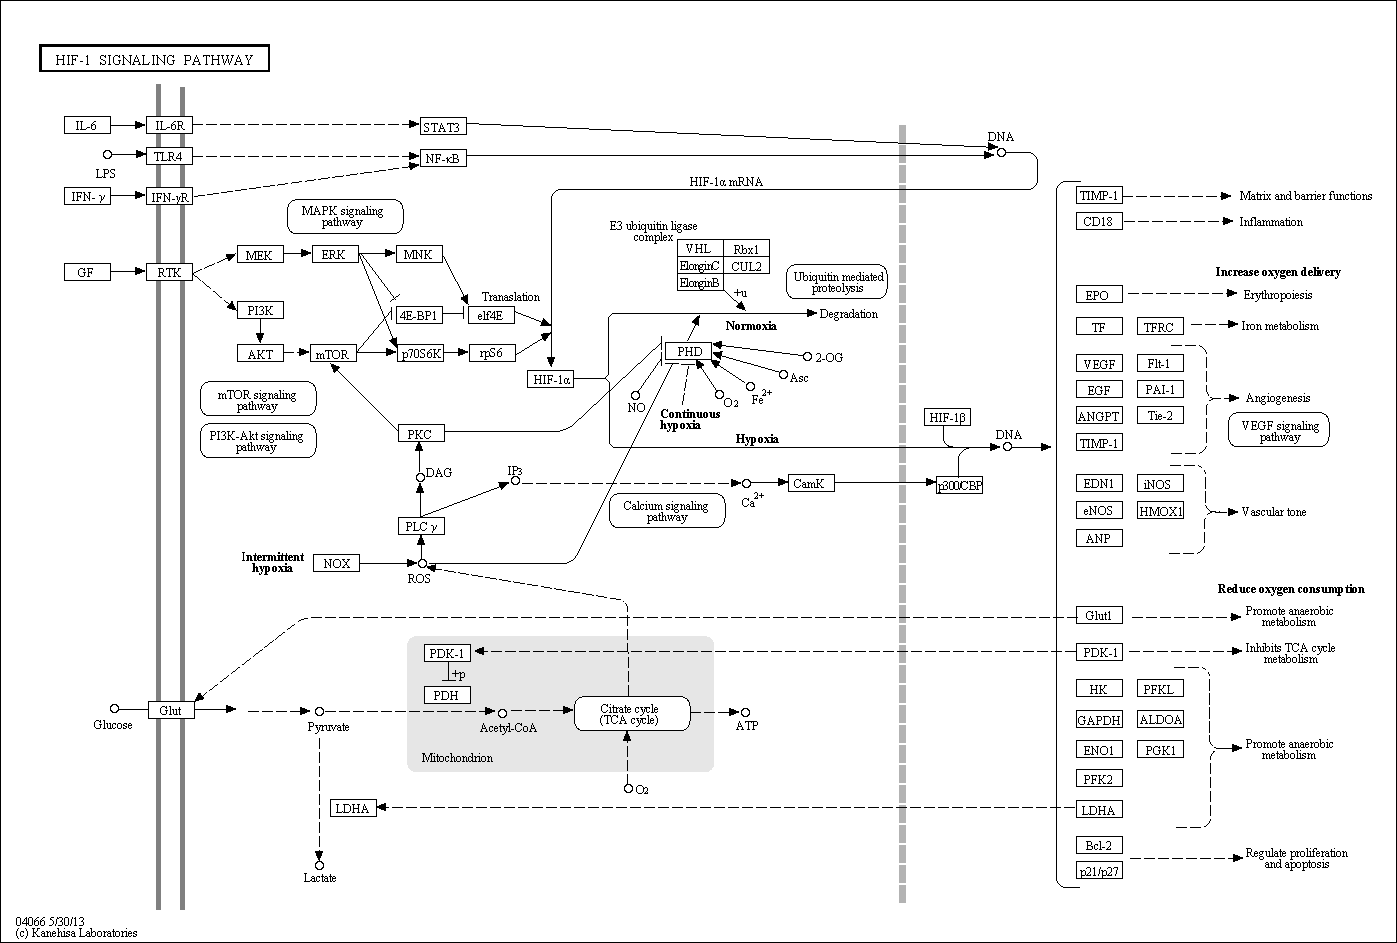 HIF-1 SIGNALING PATHWAY
IL-6
IL-6R
STAT3
DNA
TLR4
LPS
NF-κB
IFN-γ
IFN-γR
HIF-1α mRNA
MAPK signaling
pathway
E3 ubiquitin ligase
complex
VHL
Rbx1
ElonginC
CUL2
ElonginB
+u
Ubiquitin mediated
proteolysis
GF
RTK
MEK
ERK
MNK
PI3K
4E-BP1
Translation
elf4E
Normoxia
Degradation
AKT
mTOR
p70S6K
rpS6
HIF-1α
PHD
2-OG
Asc
Fe2+
O2
NO
Continuous
hypoxia
mTOR signaling
pathway
PI3K-Akt signaling
pathway
PKC
Hypoxia
HIF-1β
DNA
DAG
IP3
Ca2+
CamK
p300/CBP
Calcium signaling
pathway
PLCγ
Intermittent
hypoxia
NOX
ROS
PDK-1
+p
PDH
Glucose
Glut
Pyruvate
Acetyl-CoA
Citrate cycle
(TCA cycle)
ATP
Mitochondrion
O2
LDHA
Lactate
TIMP-1
Matrix and barrier functions
CD18
Inflammation
Increase oxygen delivery
EPO
Erythropoiesis
TF
TFRC
Iron metabolism
VEGF
Flt-1
EGF
PAI-1
Angiogenesis
ANGPT
Tie-2
VEGF signaling
pathway
TIMP-1
EDN1
iNOS
eNOS
HMOX1
Vascular tone
ANP
Reduce oxygen consumption
Glut1
Promote anaerobic
metabolism
PDK-1
Inhibits TCA cycle
metabolism
HK
PFKL
GAPDH
ALDOA
ENO1
PGK1
Promote anaerobic
metabolism
PFK2
LDHA
Bcl-2
p21/p27
Regulate proliferation
and apoptosis
04066 5/30/13
(c) Kanehisa Laboratories